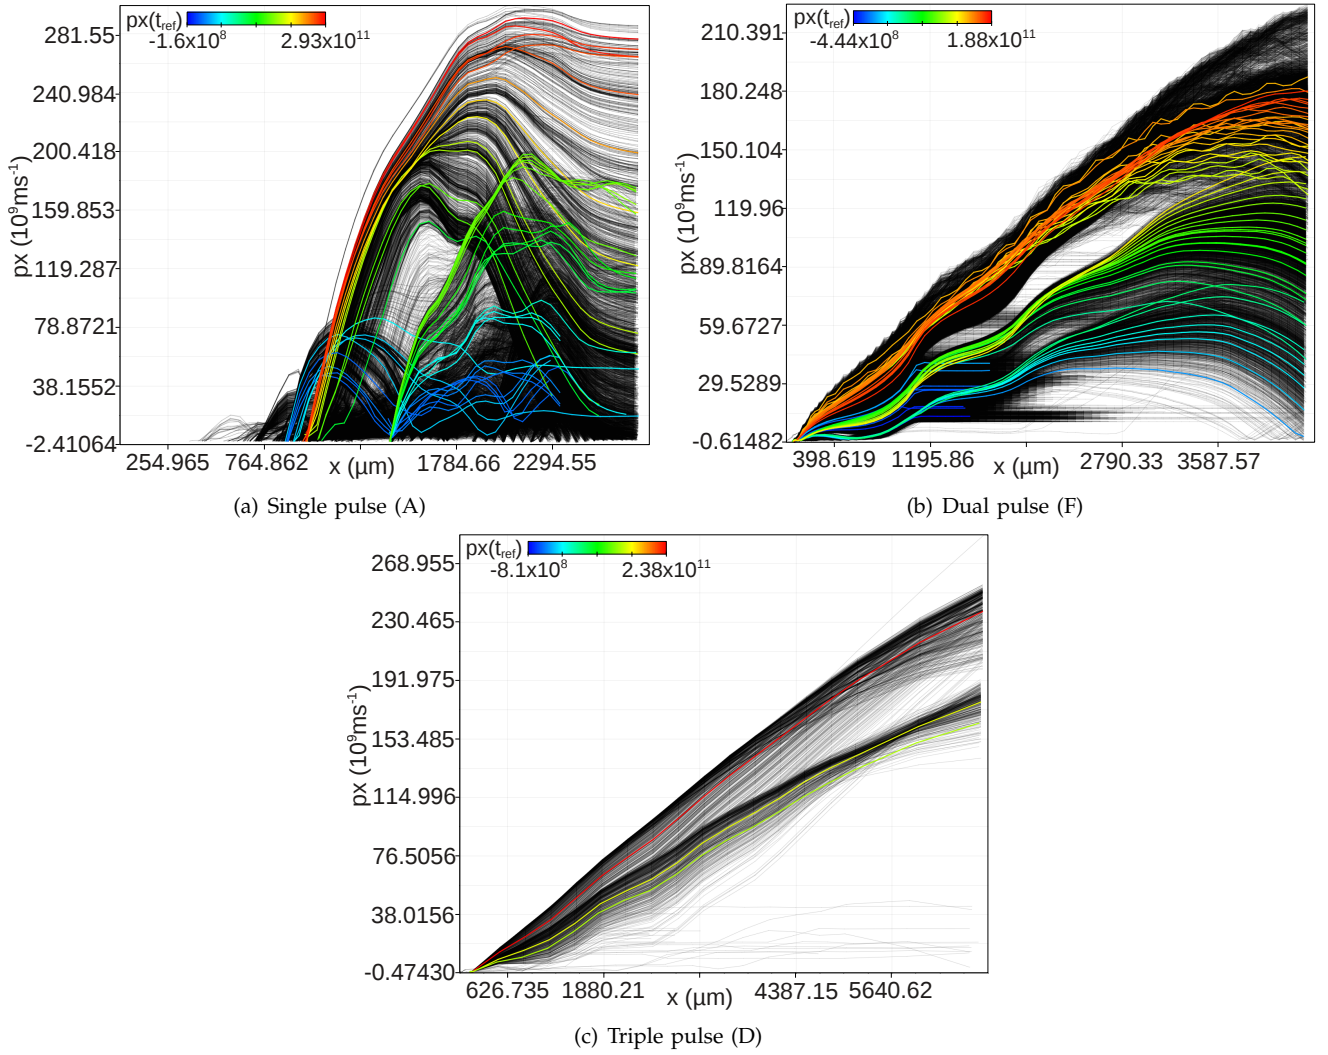 px(t_ref)
-1.6x10^8 2.93x10^11
281.55
240.984
200.418
159.853
119.287
78.8721
38.1552
-2.41064
px (10^9ms^-1)
254.965 764.862 x (µm) 1784.66 2294.55
(a) Single pulse (A)
px(t_ref)
-4.44x10^8 1.88x10^11
210.391
180.248
150.104
119.96
89.8164
59.6727
29.5289
-0.61482
px (10^9ms^-1)
398.619 1195.86 x (µm) 2790.33 3587.57
(b) Dual pulse (F)
px(t_ref)
-8.1x10^8 2.38x10^11
268.955
230.465
191.975
153.485
114.996
76.5056
38.0156
-0.47430
px (10^9ms^-1)
626.735 1880.21 x (µm) 4387.15 5640.62
(c) Triple pulse (D)